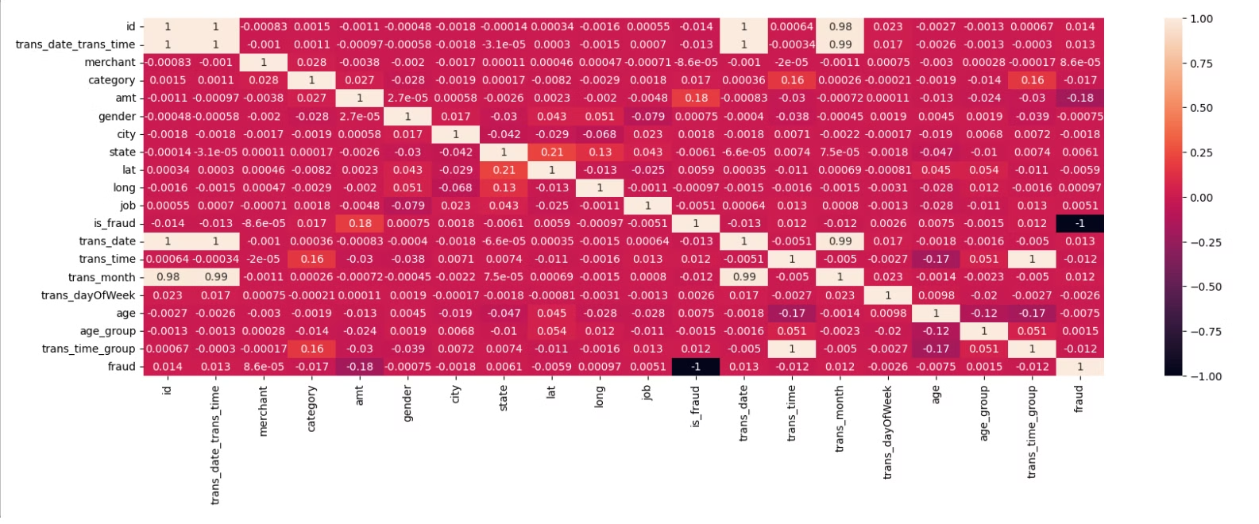 id 1 1 -0.00083 0.0015 -0.0011 -0.00048 -0.0018 -0.00014 0.00034 -0.0016 0.00055 -0.014 1 0.00064 0.98 0.023 -0.0027 -0.0013 0.00067 0.014
trans_date_trans_time 1 1 -0.001 0.0011 -0.00097 -0.00058 -0.0018 -3.1e-05 0.0003 -0.0015 0.0007 -0.013 1 -0.00034 0.99 0.017 -0.0026 -0.0013 -0.0003 0.013
merchant -0.00083 -0.001 1 0.028 -0.0038 -0.002 -0.0017 0.00011 0.00046 0.00047 -0.00071 -8.6e-05 -0.001 -2e-05 -0.0011 0.00075 -0.003 0.00028 -0.00017 8.6e-05
category 0.0015 0.0011 0.028 1 0.027 -0.028 -0.0019 0.00017 -0.0082 -0.0029 0.0018 0.017 0.00036 0.16 0.00026 -0.00021 -0.0019 -0.014 0.16 -0.017
amt -0.0011 -0.00097 -0.0038 0.027 1 2.7e-05 0.00058 -0.0026 0.0023 -0.002 -0.0048 0.18 -0.00083 -0.03 -0.00072 0.00011 -0.013 -0.024 -0.03 -0.18
gender -0.00048 -0.00058 -0.002 -0.028 2.7e-05 1 0.017 -0.03 0.043 0.051 -0.079 0.00075 -0.0004 -0.038 -0.00045 0.0019 0.0045 0.0019 -0.039 -0.00075
city -0.0018 -0.0018 -0.0017 -0.0019 0.00058 0.017 1 -0.042 -0.029 -0.068 0.023 0.0018 -0.0018 0.0071 -0.0022 -0.00017 -0.019 0.0068 0.0072 -0.0018
state -0.00014 -3.1e-05 0.00011 0.00017 -0.0026 -0.03 -0.042 1 0.21 0.13 0.043 -0.0061 -6.6e-05 0.0074 7.5e-05 -0.0018 -0.047 -0.01 0.0074 0.0061
lat 0.00034 0.0003 0.00046 -0.0082 0.0023 0.043 -0.029 0.21 1 -0.013 -0.025 0.0059 0.00035 -0.011 0.00069 -0.00081 0.045 0.054 -0.011 -0.0059
long -0.0016 -0.0015 0.00047 -0.0029 -0.002 0.051 -0.068 0.13 -0.013 1 -0.0011 -0.00097 -0.0015 -0.0016 -0.0015 -0.0031 -0.028 0.012 -0.0016 0.00097
job 0.00055 0.0007 -0.00071 0.0018 -0.0048 -0.079 0.023 0.043 -0.025 -0.0011 1 -0.0051 0.00064 0.013 0.0008 -0.0013 -0.028 -0.011 0.013 0.0051
is_fraud -0.014 -0.013 -8.6e-05 0.017 0.18 0.00075 0.0018 -0.0061 0.0059 -0.00097 -0.0051 1 -0.013 0.012 -0.012 0.0026 0.0075 -0.0015 0.012 -1
trans_date 1 1 -0.001 0.00036 -0.00083 -0.0004 -0.0018 -6.6e-05 0.00035 -0.0015 0.00064 -0.013 1 -0.0051 0.99 0.017 -0.0018 -0.0016 -0.005 0.013
trans_time 0.00064 -0.00034 -2e-05 0.16 -0.03 -0.038 0.0071 0.0074 -0.011 -0.0016 0.013 0.012 -0.0051 1 -0.005 -0.0027 -0.17 0.051 1 -0.012
trans_month 0.98 0.99 -0.0011 0.00026 -0.00072 -0.00045 -0.0022 7.5e-05 0.00069 -0.0015 0.0008 -0.012 0.99 -0.005 1 0.023 -0.0014 -0.0023 -0.005 0.012
trans_dayOfWeek 0.023 0.017 0.00075 -0.00021 0.00011 0.0019 -0.00017 -0.0018 -0.00081 -0.0031 -0.0013 0.0026 0.017 -0.0027 0.023 1 0.0098 -0.02 -0.0027 -0.0026
age -0.0027 -0.0026 -0.003 -0.0019 -0.013 0.0045 -0.019 -0.047 0.045 -0.028 -0.028 0.0075 -0.0018 -0.17 -0.0014 0.0098 1 -0.12 -0.17 -0.0075
age_group -0.0013 -0.0013 0.00028 -0.014 -0.024 0.0019 0.0068 -0.01 0.054 0.012 -0.011 -0.0015 -0.0016 0.051 -0.0023 -0.02 -0.12 1 0.051 0.0015
trans_time_group 0.00067 -0.0003 -0.00017 0.16 -0.03 -0.039 0.0072 0.0074 -0.011 -0.0016 0.013 0.012 -0.005 1 -0.005 -0.0027 -0.17 0.051 1 -0.012
fraud 0.014 0.013 8.6e-05 -0.017 -0.18 -0.00075 -0.0018 0.0061 -0.0059 0.00097 0.0051 -1 0.013 -0.012 0.012 -0.0026 -0.0075 0.0015 -0.012 1
id
trans_date_trans_time
merchant
category
amt
gender
city
state
lat
long
job
is_fraud
trans_date
trans_time
trans_month
trans_dayOfWeek
age
age_group
trans_time_group
fraud
1.00
0.75
0.50
0.25
0.00
−0.25
−0.50
−0.75
−1.00